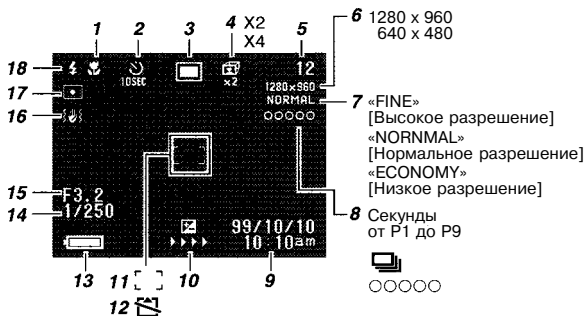 1 2 3 4 X2 5
X4
6 1280 x 960
640 x 480
18 12
10SEC x2
1280x960
17 NORMAL
7 «FINE»
[Высокое разрешение]
16
«NORNMAL»
[Нормальное разрешение]
«ECONOMY»
[Низкое разрешение]
15 F3.2
14 1/250
8 Секунды
от P1 до P9
99/10/10
10:10am
13 11 10 9
12